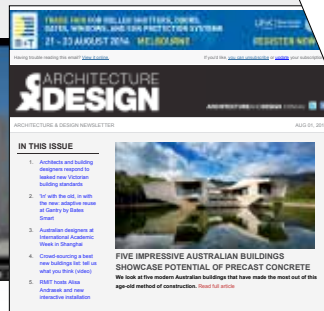 TRADE FAIR FOR ROLLER SHUTTERS, DOORS,
GATES, WINDOWS, AND SUN PROTECTION SYSTEMS
21 - 23 AUGUST 2014 MELBOURNE
REGISTER NOW
Having trouble reading this email? View it online.
If you'd like, you can unsubscribe or update your subscription
ARCHITECTURE
&DESIGN
ARCHITECTURE & DESIGN NEWSLETTER
AUG 01, 201
IN THIS ISSUE
1. Architects and building
designers respond to
leaked new Victorian
building standards
2. 'In' with the old, in with
the new: adaptive reuse
at Gantry by Bates
Smart
3. Australian designers at
International Academic
Week in Shanghai
4. Crowd-sourcing a best
new buildings list: tell us
what you think (video)
5. RMIT hosts Alisa
Andrasek and new
interactive installation
FIVE IMPRESSIVE AUSTRALIAN BUILDINGS
SHOWCASE POTENTIAL OF PRECAST CONCRETE
We look at five modern Australian buildings that have made the most out of this
age-old method of construction. Read full article